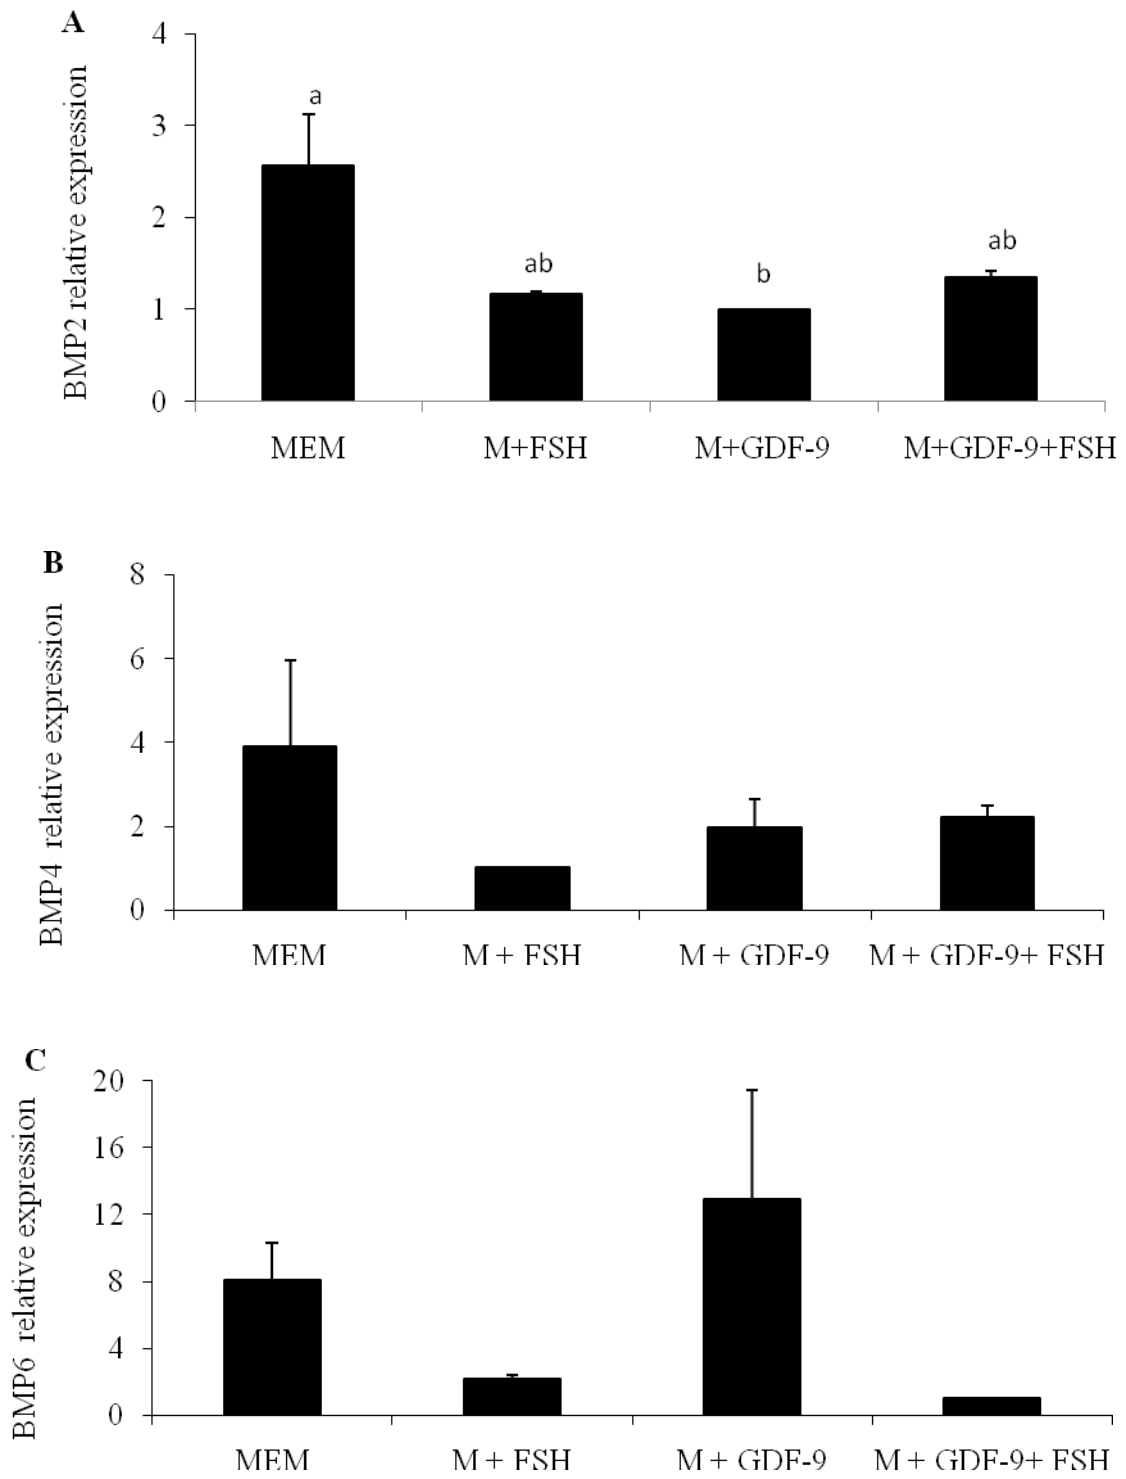 A
BMP2 relative expression
4
3
2
1
0
a
ab
b
ab
MEM
M+FSH
M+GDF-9
M+GDF-9+FSH
B
BMP4 relative expression
8
6
4
2
0
MEM
M + FSH
M + GDF-9
M + GDF-9+ FSH
C
BMP6 relative expression
20
16
12
8
4
0
MEM
M + FSH
M + GDF-9
M + GDF-9+ FSH